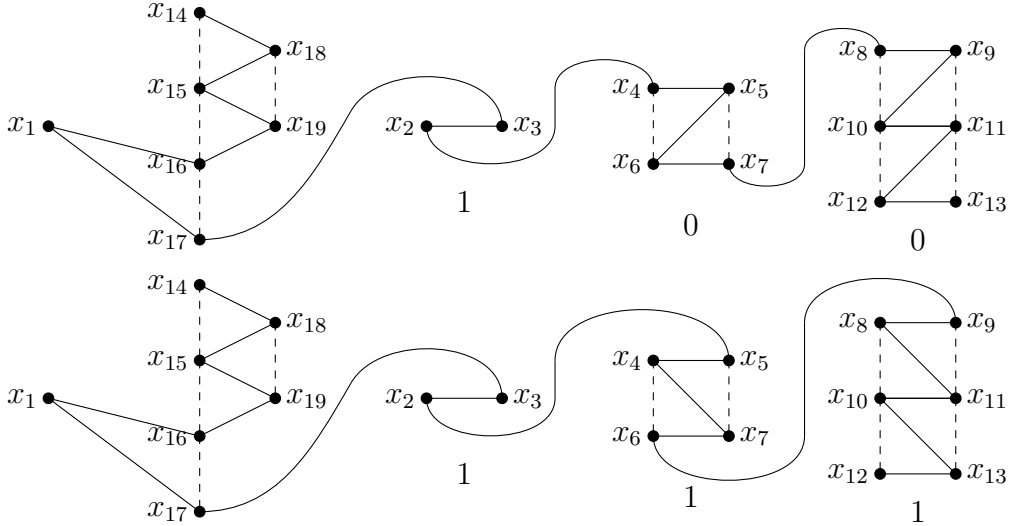 x₁₄
x₁₈
x₈ x₉
x₁₅ x₄ x₅
x₁ x₁₉ x₂ x₃ x₁₀ x₁₁
x₁₆ x₆ x₇
1 x₁₂ x₁₃
x₁₇ 0 0
x₁₄
x₁₈ x₈ x₉
x₁₅ x₄ x₅
x₁ x₁₉ x₂ x₃ x₁₀ x₁₁
x₁₆ x₆ x₇
1 x₁₂ x₁₃
x₁₇ 1 1